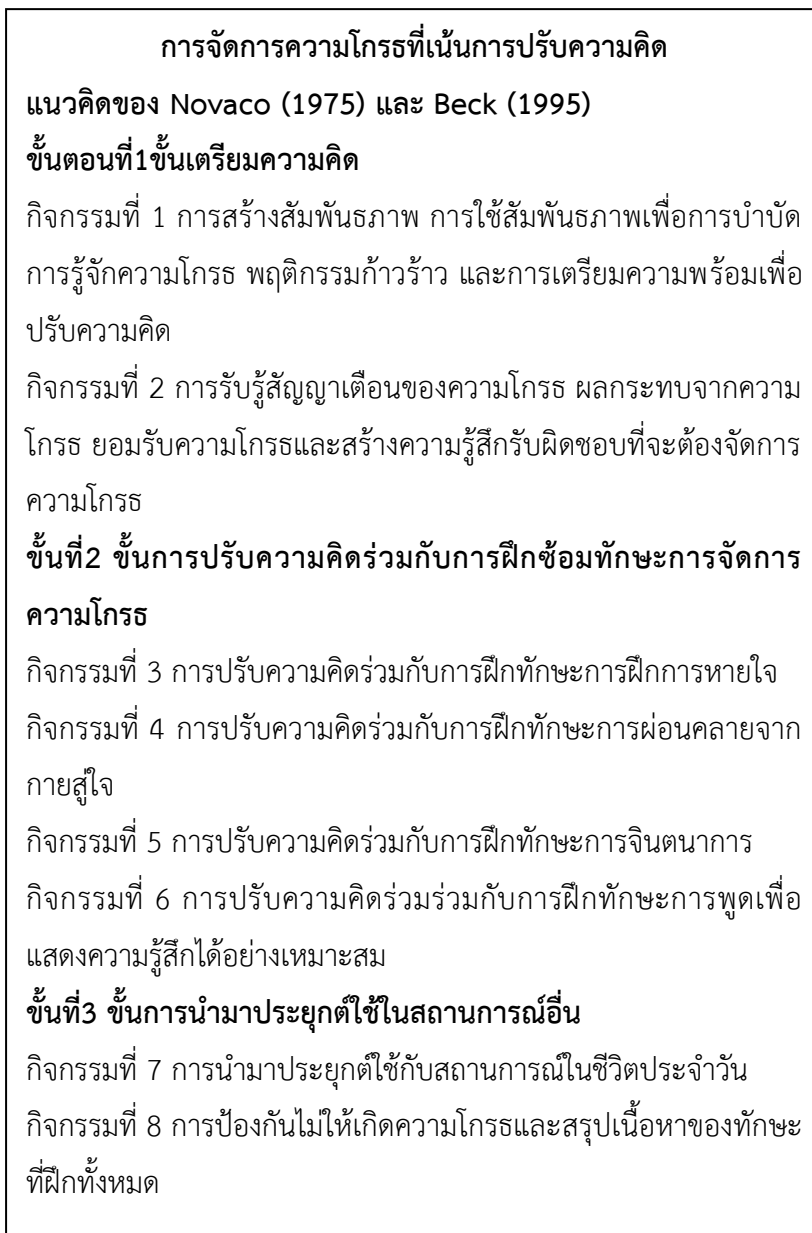 การจัดการความโกรธที่เน้นการปรับความคิด
แนวคิดของ Novaco (1975) และ Beck (1995)
ขั้นตอนที่1ขั้นเตรียมความคิด
กิจกรรมที่ 1 การสร้างสัมพันธภาพ การใช้สัมพันธภาพเพื่อการบำบัด
การรู้จักความโกรธ พฤติกรรมก้าวร้าว และการเตรียมความพร้อมเพื่อ
ปรับความคิด
กิจกรรมที่ 2 การรับรู้สัญญาเตือนของความโกรธ ผลกระทบจากความ
โกรธ ยอมรับความโกรธและสร้างความรู้สึกรับผิดชอบที่จะต้องจัดการ
ความโกรธ
ขั้นที่2 ขั้นการปรับความคิดร่วมกับการฝึกซ้อมทักษะการจัดการ
ความโกรธ
กิจกรรมที่ 3 การปรับความคิดร่วมกับการฝึกทักษะการฝึกการหายใจ
กิจกรรมที่ 4 การปรับความคิดร่วมกับการฝึกทักษะการผ่อนคลายจาก
กายสู่ใจ
กิจกรรมที่ 5 การปรับความคิดร่วมกับการฝึกทักษะการจินตนาการ
กิจกรรมที่ 6 การปรับความคิดร่วมร่วมกับการฝึกทักษะการพูดเพื่อ
แสดงความรู้สึกได้อย่างเหมาะสม
ขั้นที่3 ขั้นการนำมาประยุกต์ใช้ในสถานการณ์อื่น
กิจกรรมที่ 7 การนำมาประยุกต์ใช้กับสถานการณ์ในชีวิตประจำวัน
กิจกรรมที่ 8 การป้องกันไม่ให้เกิดความโกรธและสรุปเนื้อหาของทักษะ
ที่ฝึกทั้งหมด